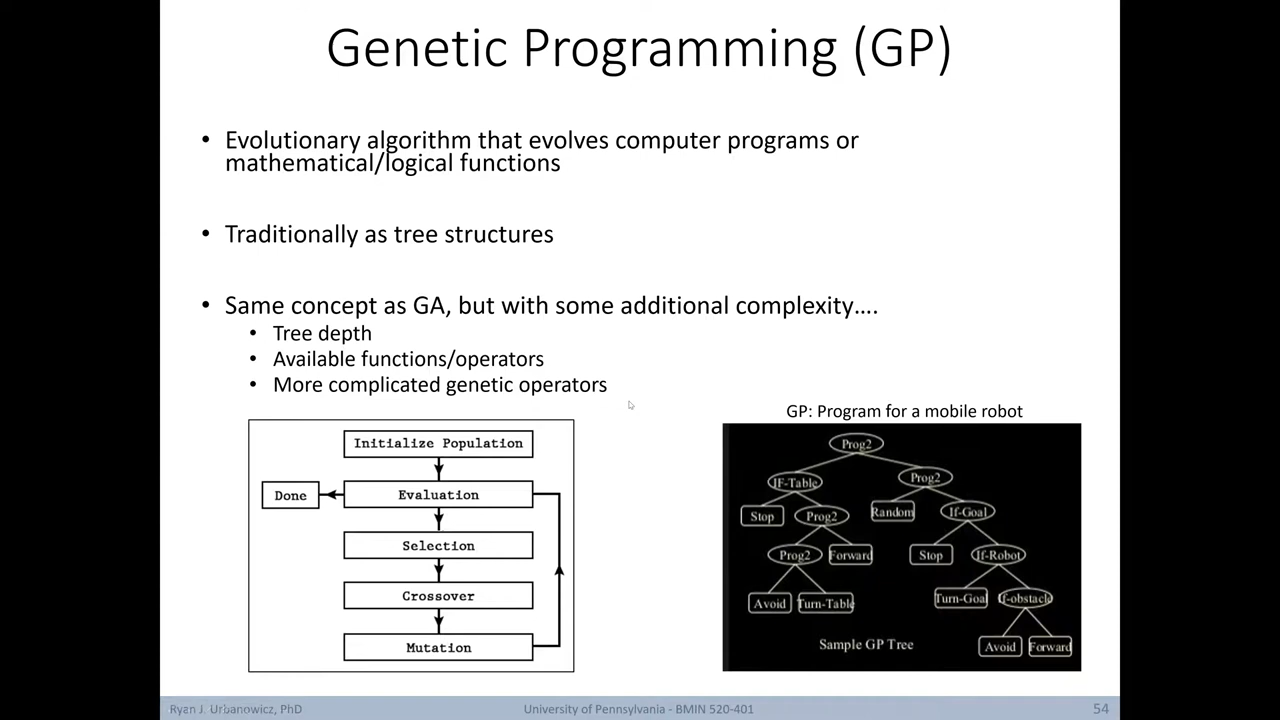 Genetic Programming (GP)
• Evolutionary algorithm that evolves computer programs or
mathematical/logical functions
• Traditionally as tree structures
• Same concept as GA, but with some additional complexity….
• Tree depth
• Available functions/operators
• More complicated genetic operators
Initialize Population
Done
Evaluation
Selection
Crossover
Mutation
GP: Program for a mobile robot
Prog2
IF-Table
Prog2
Stop
Prog2
Random
If-Goal
Prog2
Forward
Stop
If-Robot
Avoid
Turn-Table
Turn-Goal
If-obstacle
Avoid
Forward
Sample GP Tree
Ryan J. Urbanowicz, PhD
University of Pennsylvania - BMIN 520-401
54